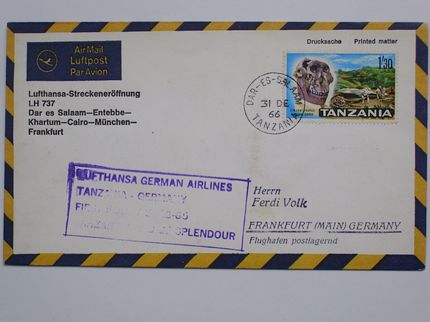 Air Mail
Luftpost
Par Avion
Drucksache Printed matter
Lufthansa-Streckeneröffnung
LH 737
Dar es Salaam—Entebbe—
Khartum—Cairo—München—
Frankfurt
DAR-ES-SALAAM
31 DE
66
TANZANIA
1'30
TANZANIA
LUFTHANSA GERMAN AIRLINES
TANZANIA - GERMANY
SPLENDOUR
Herrn
Ferdi Volk
FRANKFURT (MAIN) GERMANY
Flughafen postlagernd